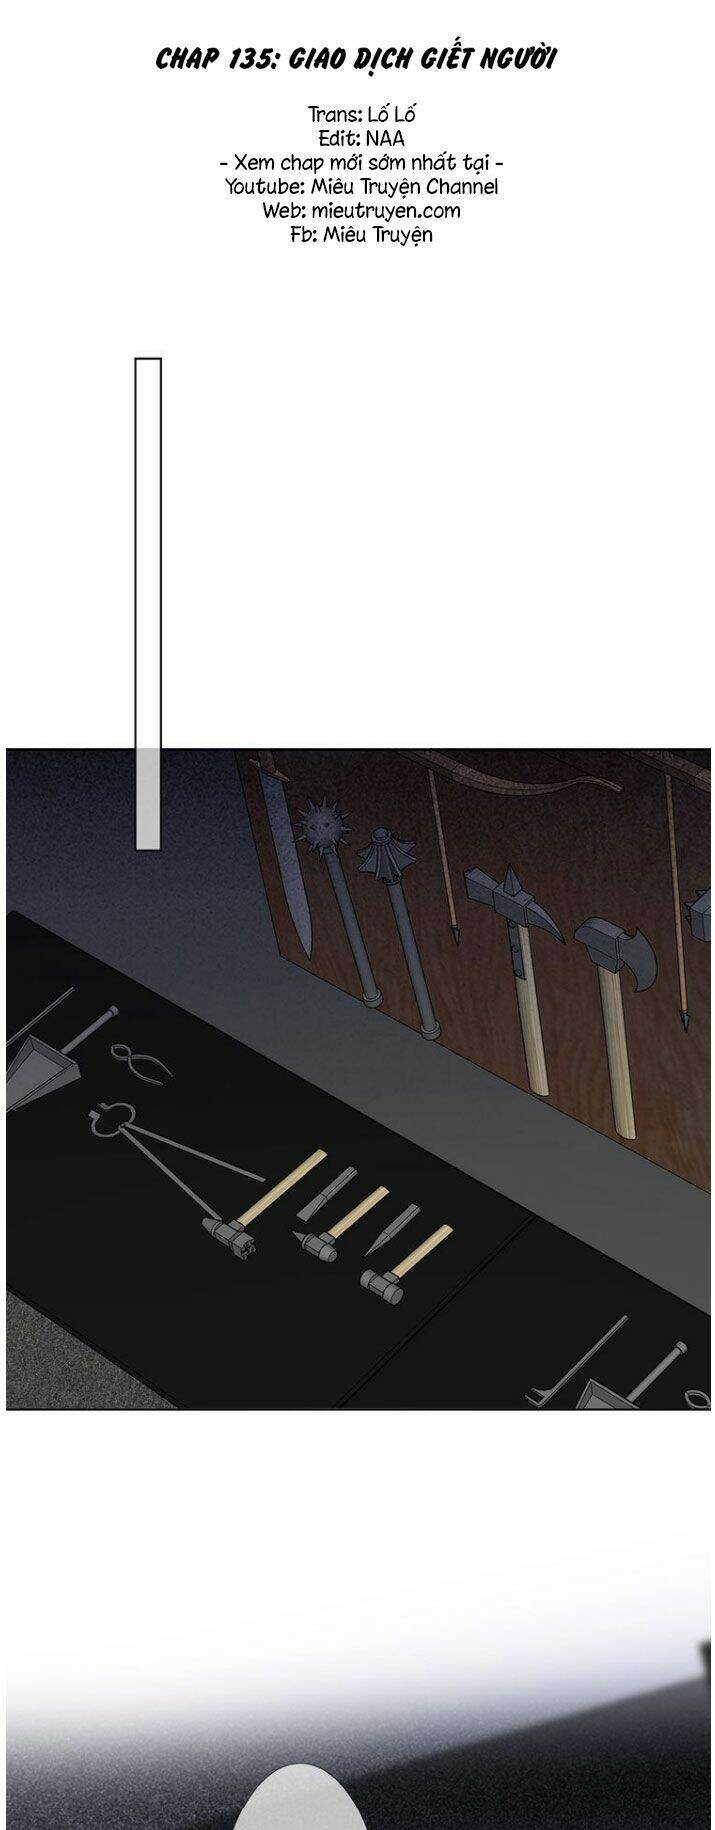 CHAP 135: GIAO DỊCH GIẾT NGƯỜI
Trans: Lố Lố
Edit: NAA
- Xem chap mới sớm nhất tại -
Youtube: Miêu Truyện Channel
Web: mieutruyen.com
Fb: Miêu Truyện